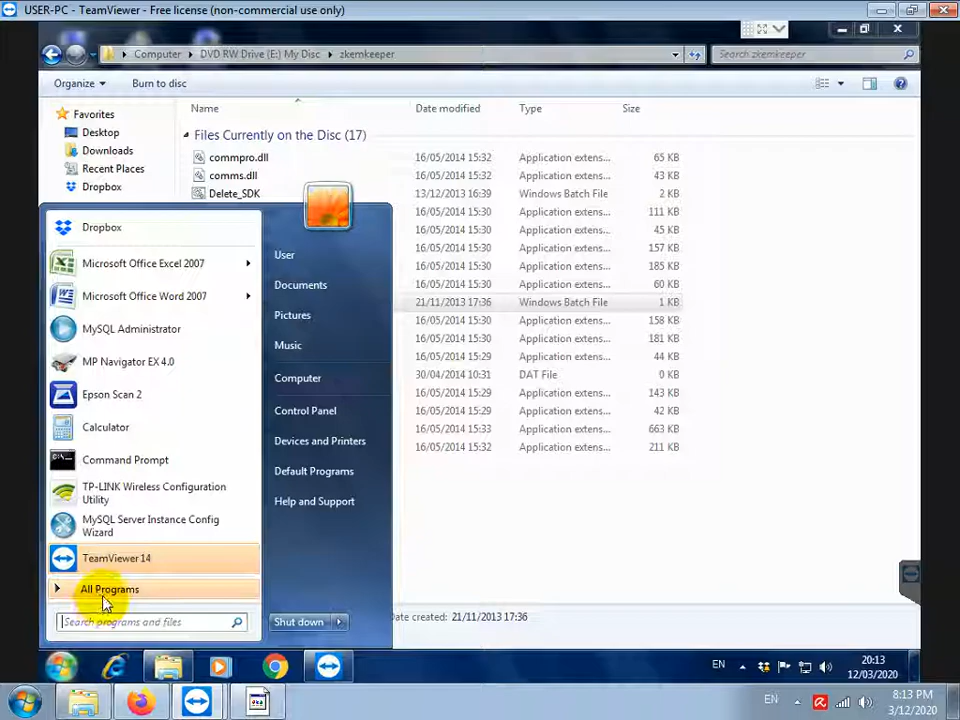 USER-PC - TeamViewer - Free license (non-commercial use only)
Computer DVD RW Drive (E:) My Disc zkemkeeper
Search zkemkeeper
Organize Burn to disc
Favorites
Desktop
Downloads
Recent Places
Dropbox
Name Date modified Type Size
Files Currently on the Disc (17)
commpro.dll 16/05/2014 15:32 Application extens... 65 KB
comms.dll 16/05/2014 15:32 Application extens... 43 KB
Delete_SDK 13/12/2013 16:39 Windows Batch File 2 KB
16/05/2014 15:30 Application extens... 111 KB
16/05/2014 15:30 Application extens... 45 KB
16/05/2014 15:30 Application extens... 157 KB
16/05/2014 15:30 Application extens... 185 KB
16/05/2014 15:30 Application extens... 60 KB
21/11/2013 17:36 Windows Batch File 1 KB
16/05/2014 15:30 Application extens... 158 KB
16/05/2014 15:30 Application extens... 181 KB
16/05/2014 15:29 Application extens... 44 KB
30/04/2014 10:31 DAT File 0 KB
16/05/2014 15:29 Application extens... 143 KB
16/05/2014 15:29 Application extens... 42 KB
16/05/2014 15:33 Application extens... 663 KB
16/05/2014 15:32 Application extens... 211 KB
Dropbox
Microsoft Office Excel 2007
Microsoft Office Word 2007
MySQL Administrator
MP Navigator EX 4.0
Epson Scan 2
Calculator
Command Prompt
TP-LINK Wireless Configuration
Utility
MySQL Server Instance Config
Wizard
TeamViewer 14
All Programs
Search programs and files
User
Documents
Pictures
Music
Computer
Control Panel
Devices and Printers
Default Programs
Help and Support
Shut down
Date created: 21/11/2013 17:36
EN
20:13
12/03/2020
EN
8:13 PM
3/12/2020